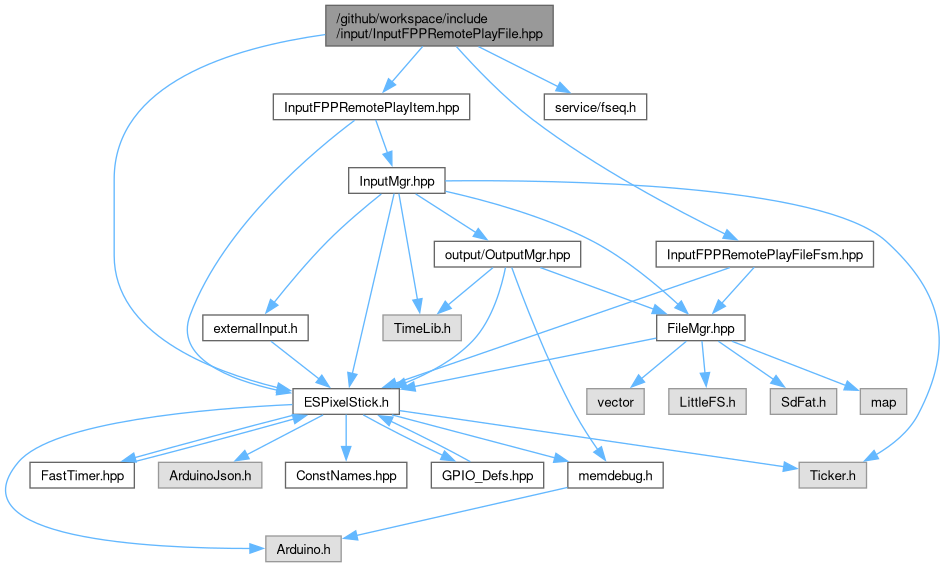 /github/workspace/include
/input/InputFPPRemotePlayFile.hpp
InputFPPRemotePlayItem.hpp
service/fseq.h
InputMgr.hpp
output/OutputMgr.hpp
InputFPPRemotePlayFileFsm.hpp
externalInput.h
TimeLib.h
FileMgr.hpp
ESPixelStick.h
vector
LittleFS.h
SdFat.h
map
FastTimer.hpp
ArduinoJson.h
ConstNames.hpp
GPIO_Defs.hpp
memdebug.h
Ticker.h
Arduino.h